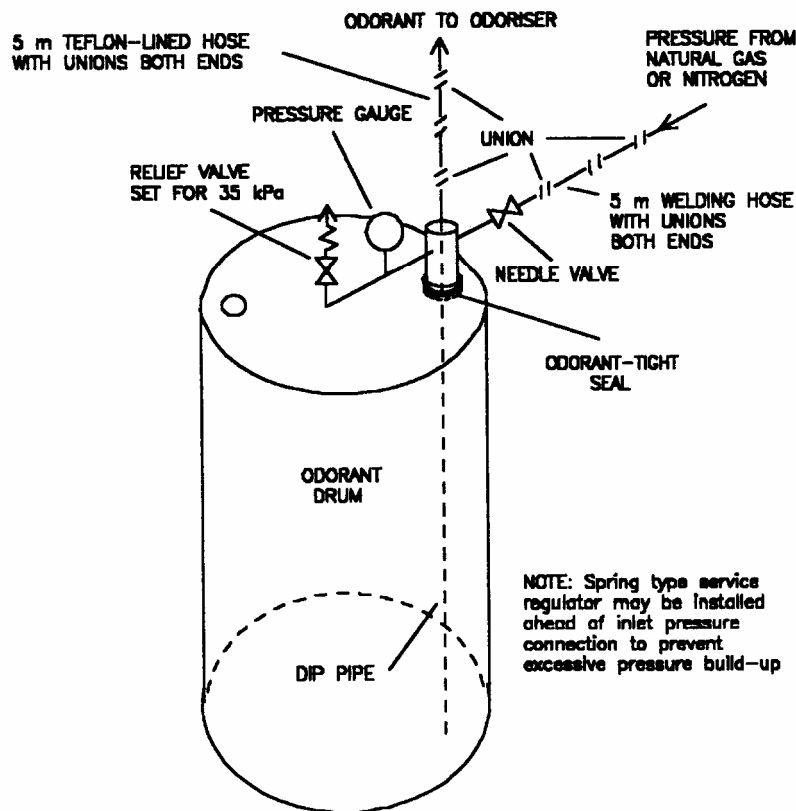 ODORANT TO ODORISER
5 m TEFLON-LINED HOSE
WITH UNIONS BOTH ENDS
PRESSURE FROM
NATURAL GAS
OR NITROGEN
PRESSURE GAUGE
UNION
RELIEF VALVE
SET FOR 35 kPa
5 m WELDING HOSE
WITH UNIONS
BOTH ENDS
NEEDLE VALVE
ODORANT-TIGHT
SEAL
ODORANT
DRUM
NOTE: Spring type service
regulator may be installed
ahead of inlet pressure
connection to prevent
excessive pressure build-up
DIP PIPE